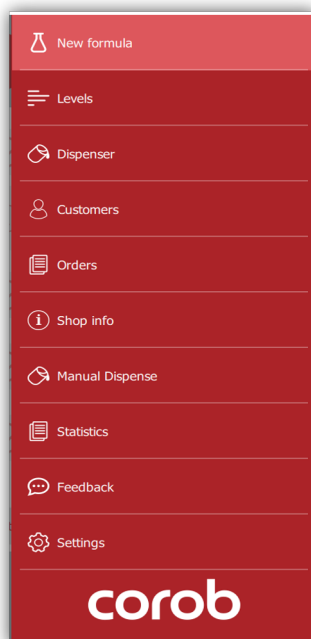 New formula
Levels
Dispenser
Customers
Orders
Shop info
Manual Dispense
Statistics
Feedback
Settings
corob